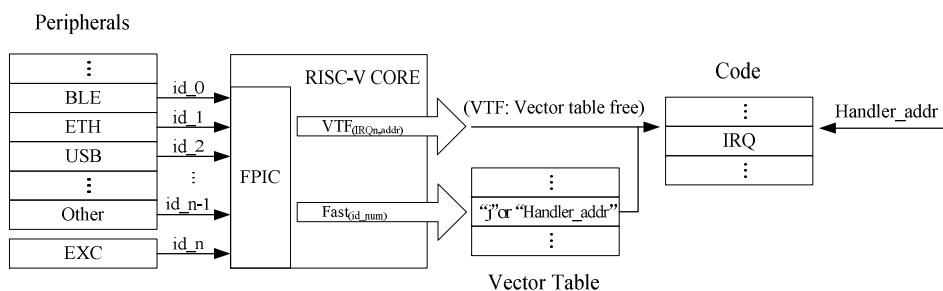 Peripherals
⋮
BLE
ETH
USB
⋮
Other
EXC
id_0
id_1
id_2
⋮
id_n-1
id_n
RISC-V CORE
FPIC
VTF(IRQn,addr)
Fast(id_num)
(VTF: Vector table free)
⋮
“j”or “Handler_addr”
⋮
Vector Table
Code
⋮
IRQ
⋮
Handler_addr